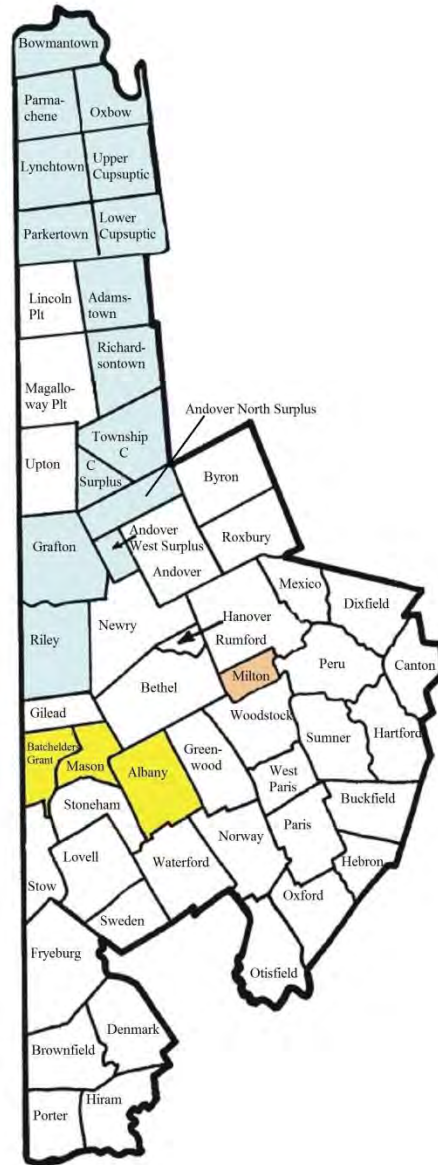 Bowmantown
Parma-
chene
Oxbow
Lynchtown
Upper
Cupsuptic
Parkertown
Lower
Cupsuptic
Lincoln
Plt
Adams-
town
Richard-
sontown
Magallo-
way Plt
Andover North Surplus
Township
C
Upton
C
Surplus
Byron
Andover
West Surplus
Roxbury
Grafton
Andover
Mexico
Dixfield
Newry
Hanover
Rumford
Riley
Peru
Canton
Milton
Bethel
Gilead
Woodstock
Hartford
Batchelders
Grant
Mason
Albany
Green-
wood
Sumner
West
Paris
Stoneham
Buckfield
Norway
Paris
Lovell
Waterford
Hebron
Stow
Oxford
Sweden
Fryeburg
Otisfield
Denmark
Brownfield
Porter
Hiram